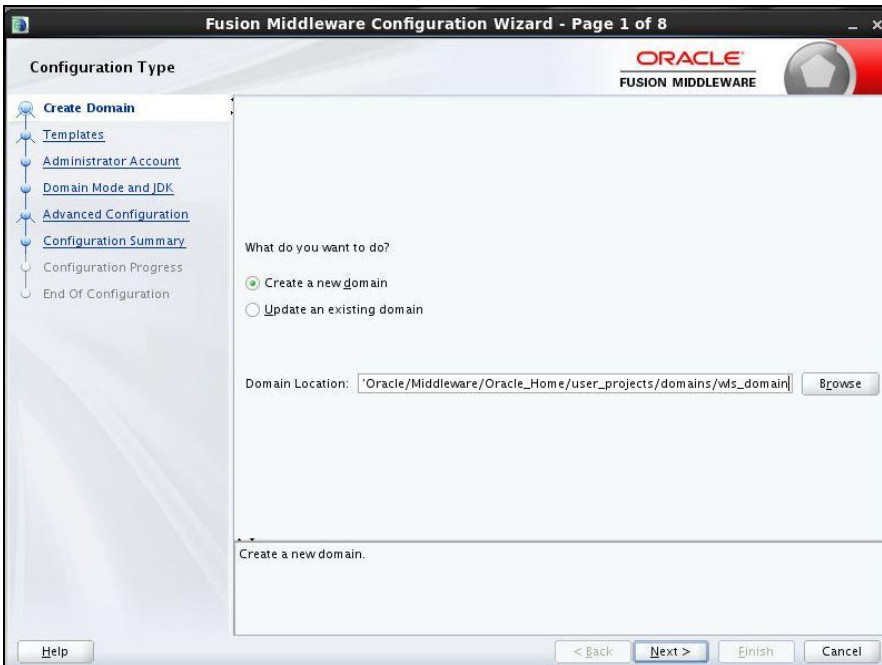 Fusion Middleware Configuration Wizard - Page 1 of 8
Configuration Type
ORACLE
FUSION MIDDLEWARE
Create Domain
Templates
Administrator Account
Domain Mode and JDK
Advanced Configuration
Configuration Summary
Configuration Progress
End Of Configuration
What do you want to do?
Create a new domain
Update an existing domain
Domain Location: 'Oracle/Middleware/Oracle_Home/user_projects/domains/wls_domain Browse
Create a new domain.
Help < Back Next > Finish Cancel